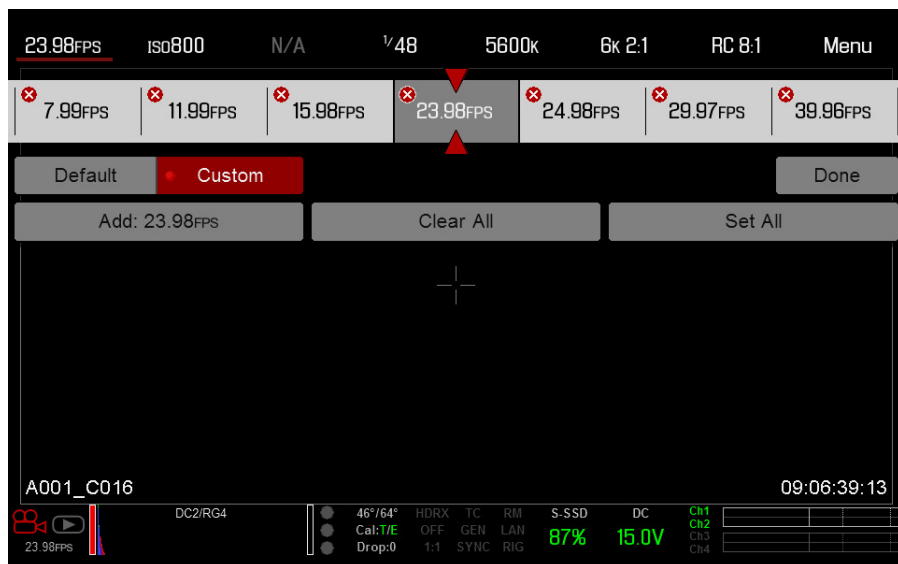 23.98FPS ISO800 N/A 1/48 5600K 6K 2:1 RC 8:1 Menu
7.99FPS 11.99FPS 15.98FPS 23.98FPS 24.98FPS 29.97FPS 39.96FPS
Default Custom Done
Add: 23.98FPS Clear All Set All
A001_C016 09:06:39:13
DC2/RG4 46°/64° HDRX TC RM S-SSD DC Ch1
Cal:T/E OFF GEN LAN 87% 15.0V Ch2
23.98FPS Drop:0 1:1 SYNC RIG Ch3
Ch4